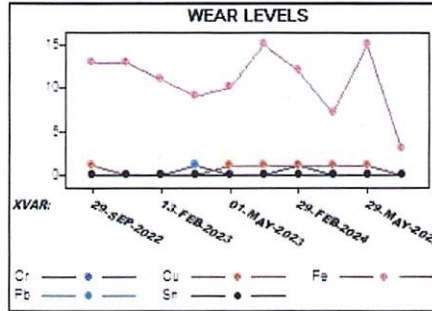 WEAR LEVELS
15
10
5
0
XVAR:
29-SEP-2022
13-FEB-2023
01-MAY-2023
29-FEB-2024
Cr Cu Fe
Pb Sn